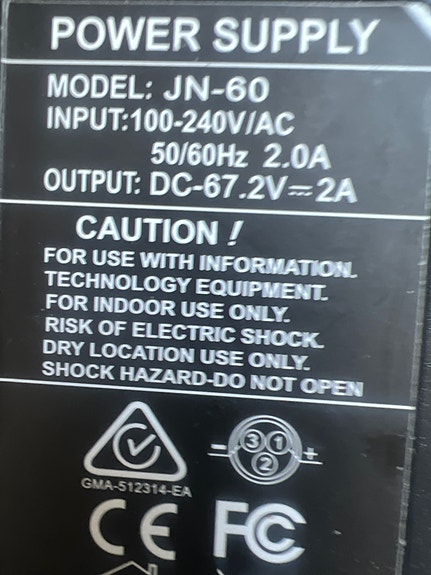 POWER SUPPLY
MODEL: JN-60
INPUT:100-240V/AC
50/60Hz 2.0A
OUTPUT: DC-67.2V⎓2A
CAUTION !
FOR USE WITH INFORMATION.
TECHNOLOGY EQUIPMENT.
FOR INDOOR USE ONLY.
RISK OF ELECTRIC SHOCK.
DRY LOCATION USE ONLY.
SHOCK HAZARD-DO NOT OPEN
- 3 1 +
2
GMA-512314-EA
CE FC